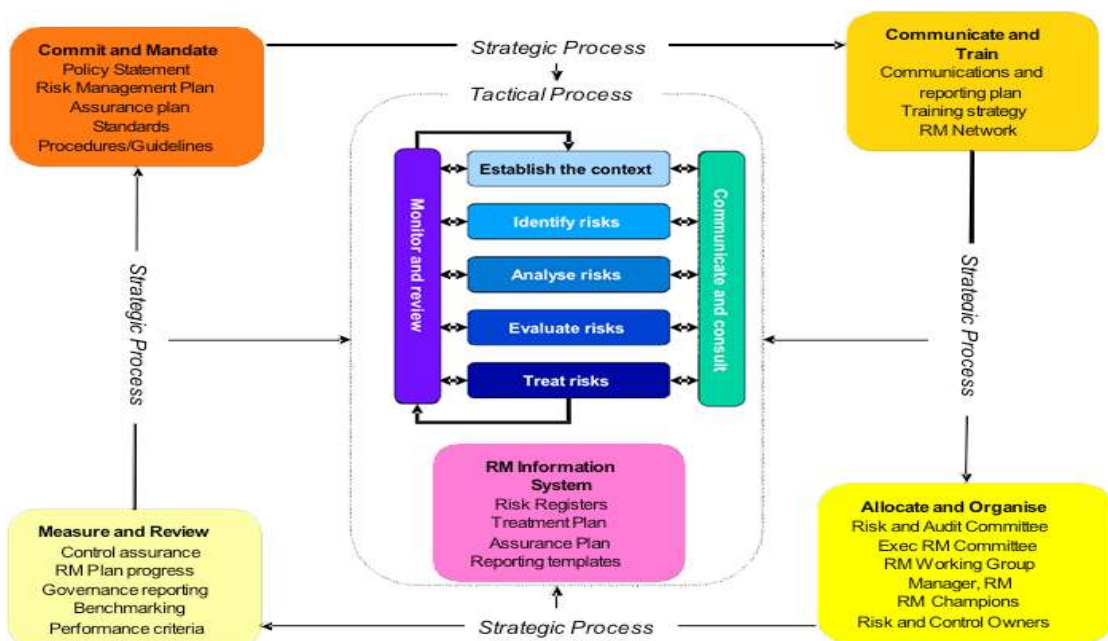 Commit and Mandate
Policy Statement
Risk Management Plan
Assurance plan
Standards
Procedures/Guidelines
Strategic Process
Communicate and
Train
Communications and
reporting plan
Training strategy
RM Network
Tactical Process
Monitor and review
Establish the context
Identify risks
Analyse risks
Evaluate risks
Treat risks
Communicate and consult
Strategic Process
Strategic Process
RM Information
System
Risk Registers
Treatment Plan
Assurance Plan
Reporting templates
Measure and Review
Control assurance
RM Plan progress
Governance reporting
Benchmarking
Performance criteria
Strategic Process
Allocate and Organise
Risk and Audit Committee
Exec RM Committee
RM Working Group
Manager, RM
RM Champions
Risk and Control Owners